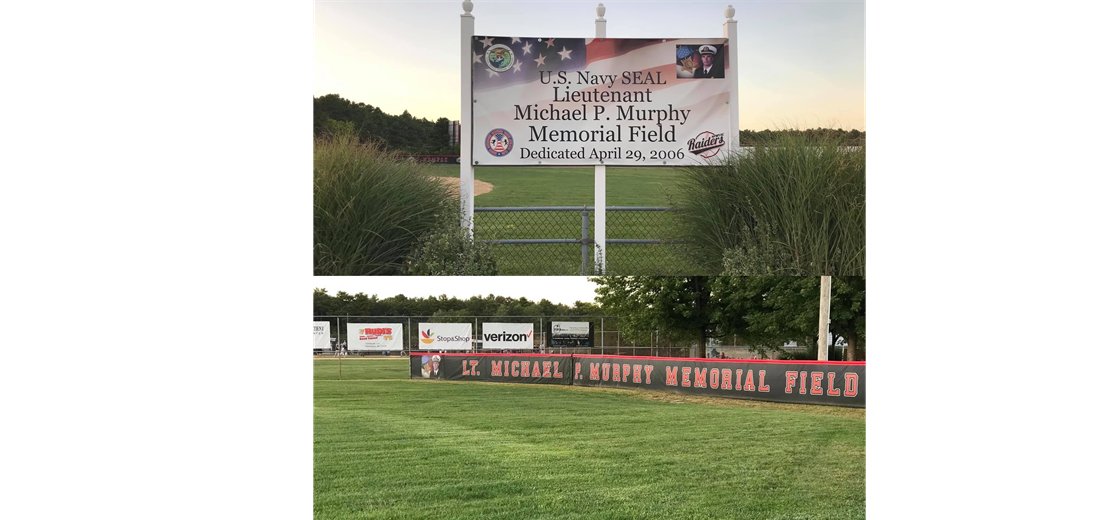 U.S. Navy SEAL
Lieutenant
Michael P. Murphy
Memorial Field
Dedicated April 29, 2006
Raiders
RUDI'S
Stop&Shop
verizon
LT. MICHAEL P. MURPHY MEMORIAL FIELD